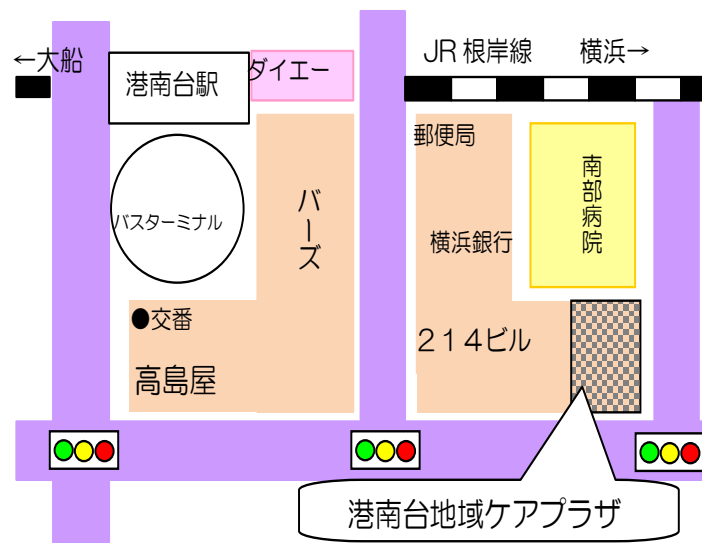 ←大船
JR 根岸線
横浜→
港南台駅
ダイエー
郵便局
南部病院
バーズ
バスターミナル
横浜銀行
●交番
214ビル
高島屋
港南台地域ケアプラザ